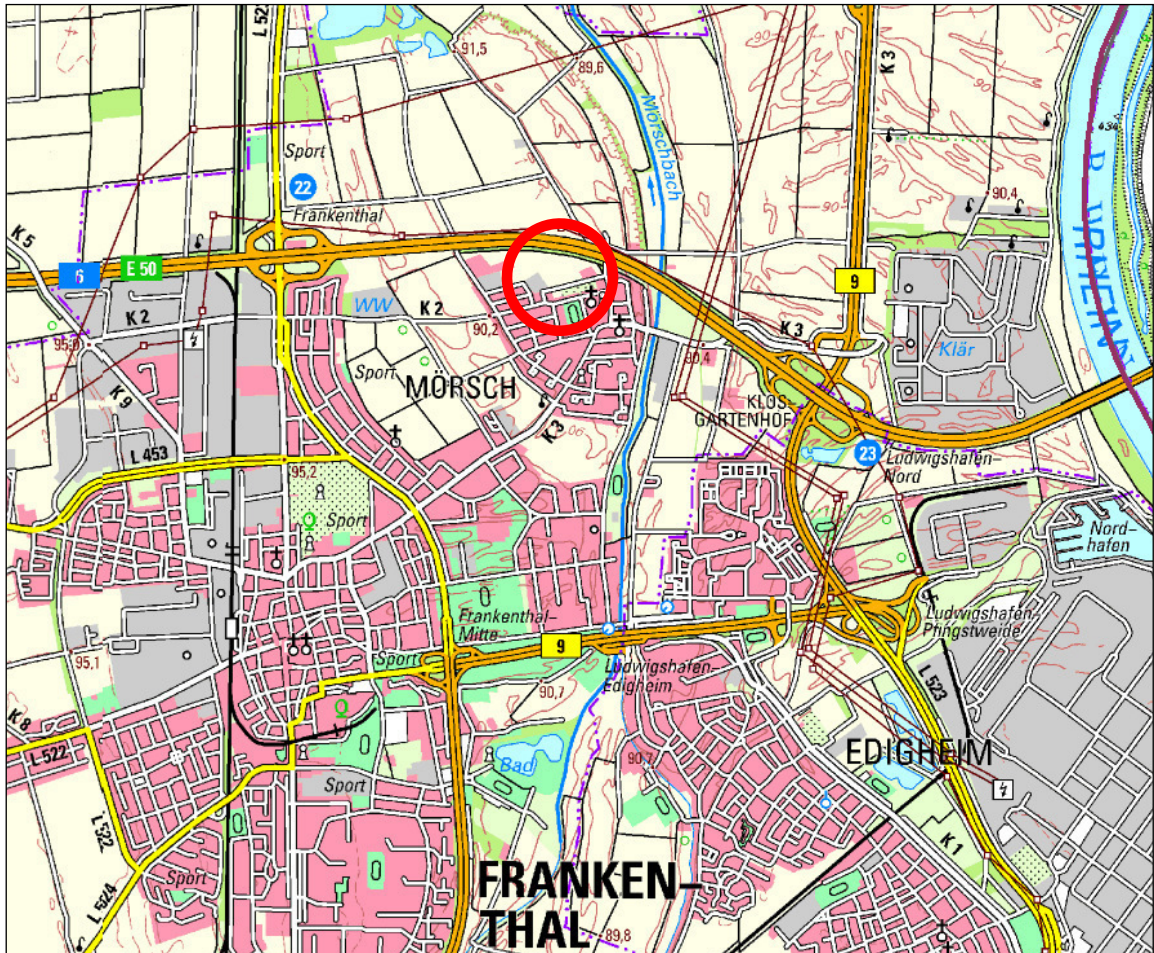 L 52
91,5
89,6
K 3
Mörschbach
Sport
22
Frankenthal
90,4
K 5
6
E 50
9
K 2
WW
K 2
90,2
K 3
Klär
95,0
90,4
Sport
MÖRSCH
KLOS-
GARTENHOF
K 9
K 3
23
Ludwigshafen-
Nord
L 453
95,2
Sport
Nord-
hafen
Frankenthal-
Mitte
Ludwigshafen-
Pfingstweide
9
95,1
Sport
Ludwigshafen-
Edigheim
90,7
L 523
K 8
L 522
90,7
EDIGHEIM
Bad
Sport
L 522
K 1
FRANKEN-
THAL
Sport
L 524
89,8